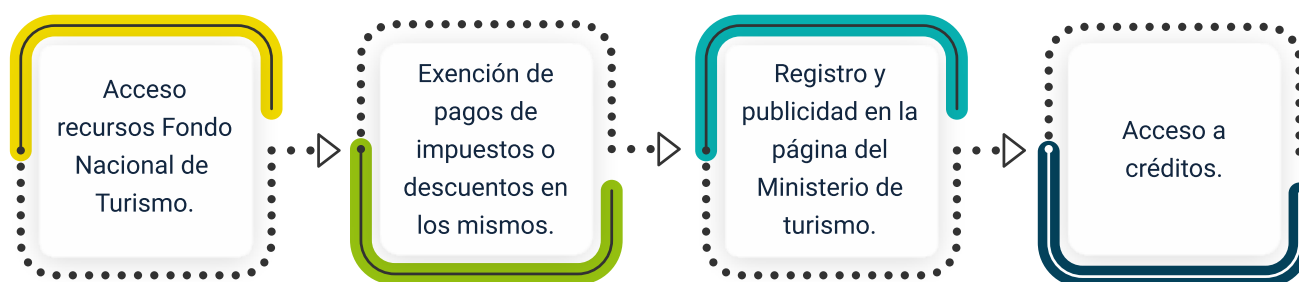 Acceso
recursos Fondo
Nacional de
Turismo.
Exención de
pagos de
impuestos o
descuentos en
los mismos.
Registro y
publicidad en la
página del
Ministerio de
turismo.
Acceso a
créditos.